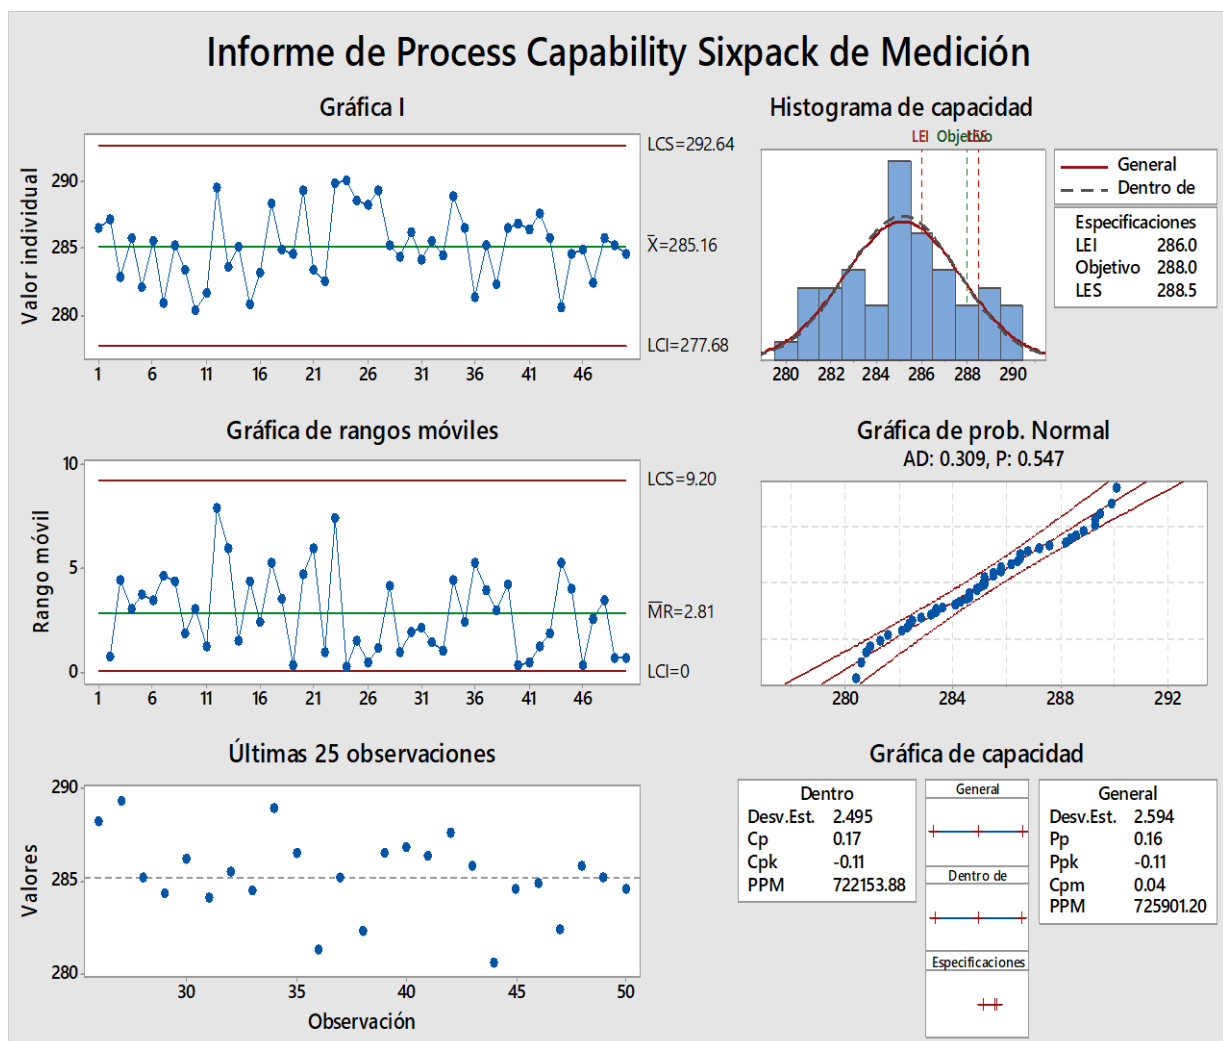 Informe de Process Capability Sixpack de Medición
Gráfica I
Valor individual
290
285
280
1 6 11 16 21 26 31 36 41 46
LCS=292.64
X̄=285.16
LCI=277.68
Histograma de capacidad
LEI Objetivo LES
280 282 284 286 288 290
General
Dentro de
Especificaciones
LEI 286.0
Objetivo 288.0
LES 288.5
Gráfica de rangos móviles
Rango móvil
10
5
0
1 6 11 16 21 26 31 36 41 46
LCS=9.20
M̅R=2.81
LCI=0
Gráfica de prob. Normal
AD: 0.309, P: 0.547
280 284 288 292
Últimas 25 observaciones
Valores
290
285
280
30 35 40 45 50
Observación
Gráfica de capacidad
Dentro
Desv.Est. 2.495
Cp 0.17
Cpk -0.11
PPM 722153.88
General
Dentro de
Especificaciones
General
Desv.Est. 2.594
Pp 0.16
Ppk -0.11
Cpm 0.04
PPM 725901.20